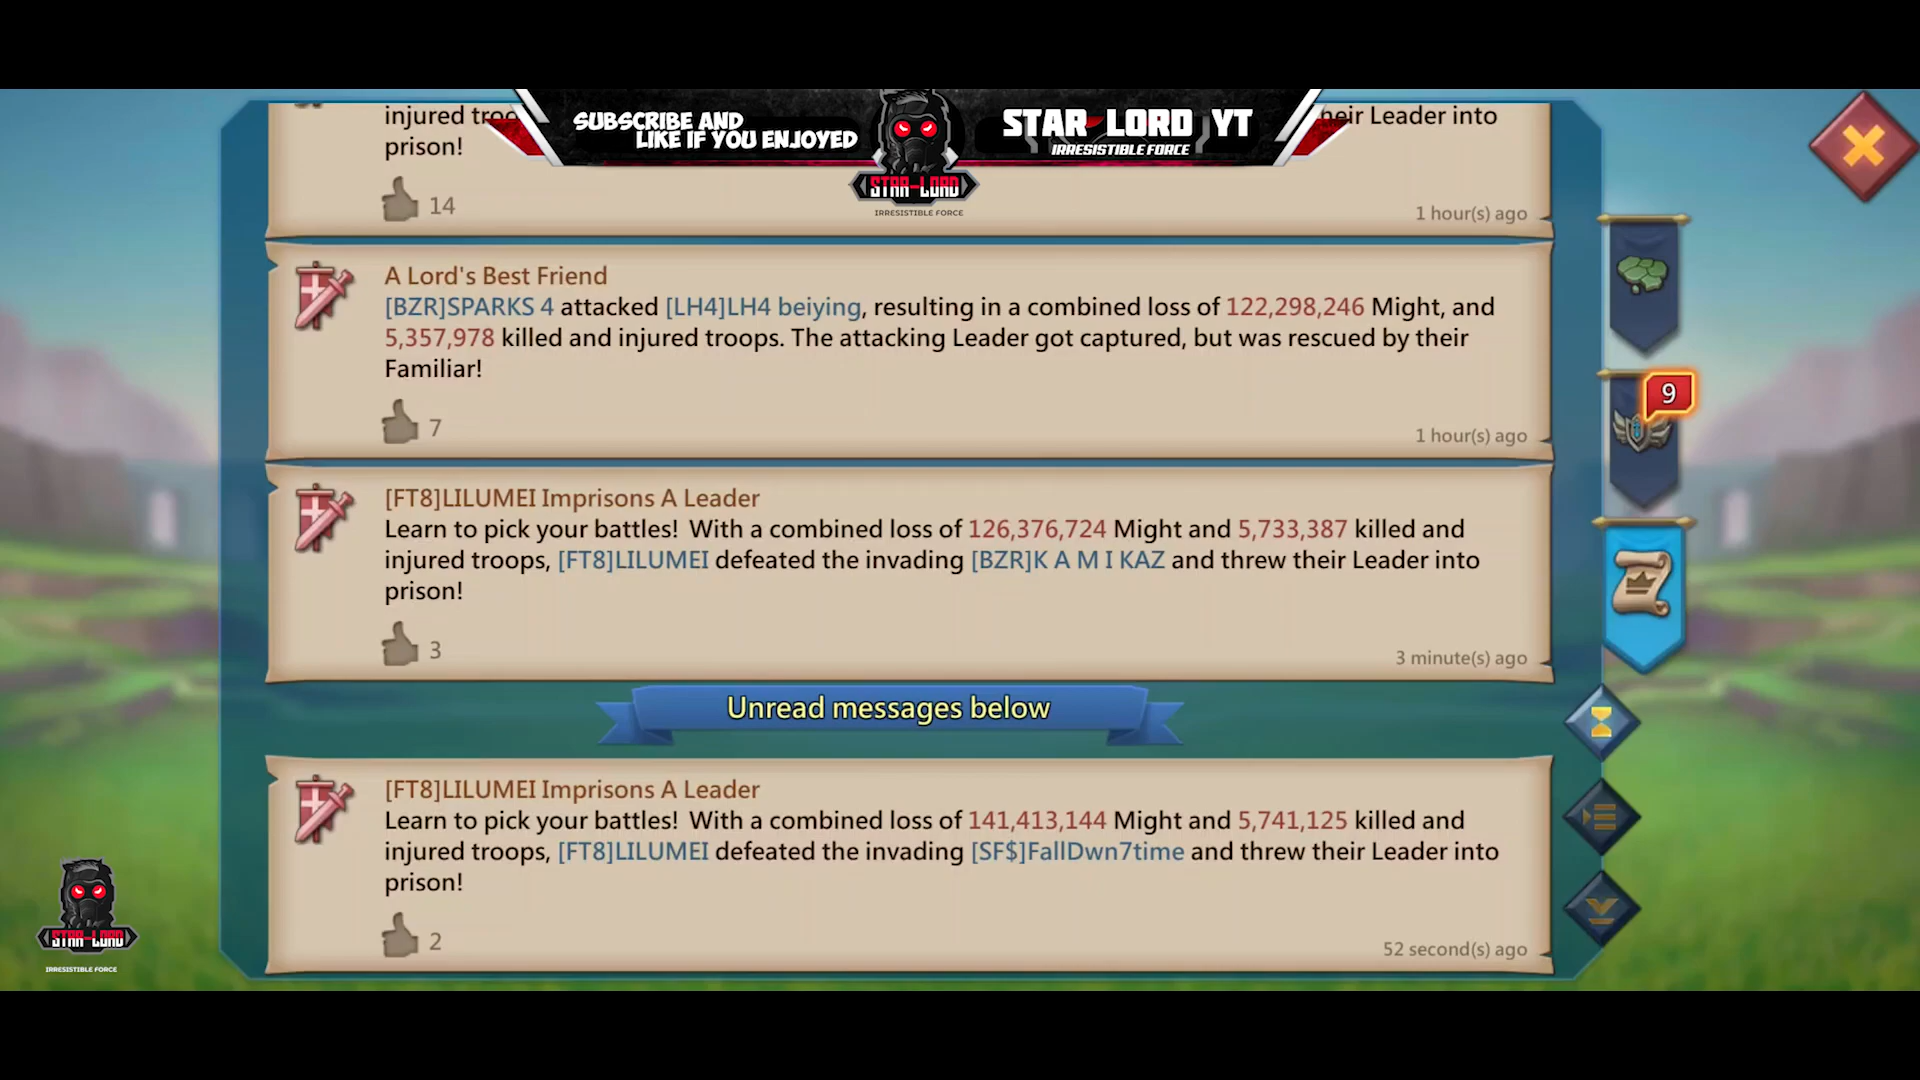 SUBSCRIBE AND
LIKE IF YOU ENJOYED
STAR LORD YT
IRRESISTIBLE FORCE
STAR-LORD
IRRESISTIBLE FORCE
injured troo
heir Leader into
prison!
14
1 hour(s) ago
A Lord's Best Friend
[BZR]SPARKS 4 attacked [LH4]LH4 beiying, resulting in a combined loss of 122,298,246 Might, and
5,357,978 killed and injured troops. The attacking Leader got captured, but was rescued by their
Familiar!
7
1 hour(s) ago
9
[FT8]LILUMEI Imprisons A Leader
Learn to pick your battles! With a combined loss of 126,376,724 Might and 5,733,387 killed and
injured troops, [FT8]LILUMEI defeated the invading [BZR]K A M I KAZ and threw their Leader into
prison!
3
3 minute(s) ago
Unread messages below
[FT8]LILUMEI Imprisons A Leader
Learn to pick your battles! With a combined loss of 141,413,144 Might and 5,741,125 killed and
injured troops, [FT8]LILUMEI defeated the invading [SF$]FallDwn7time and threw their Leader into
prison!
2
52 second(s) ago
STAR-LORD
IRRESISTIBLE FORCE